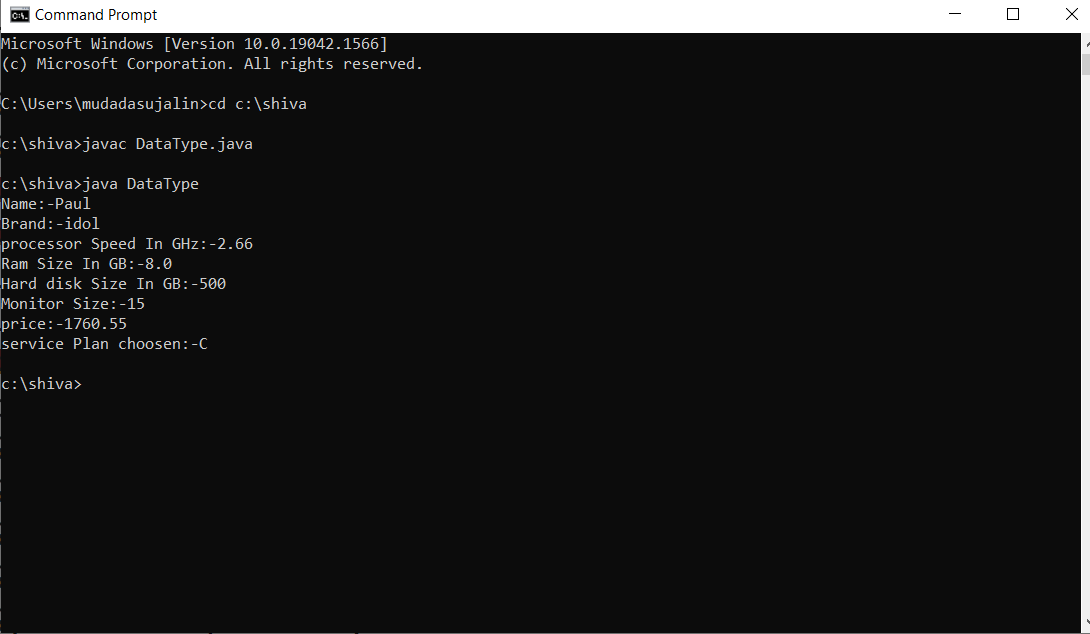 Command Prompt
Microsoft Windows [Version 10.0.19042.1566]
(c) Microsoft Corporation. All rights reserved.
C:\Users\mudadasujalin>cd c:\shiva
c:\shiva>javac DataType.java
c:\shiva>java DataType
Name:-Paul
Brand:-idol
processor Speed In GHz:-2.66
Ram Size In GB:-8.0
Hard disk Size In GB:-500
Monitor Size:-15
price:-1760.55
service Plan choosen:-C
c:\shiva>